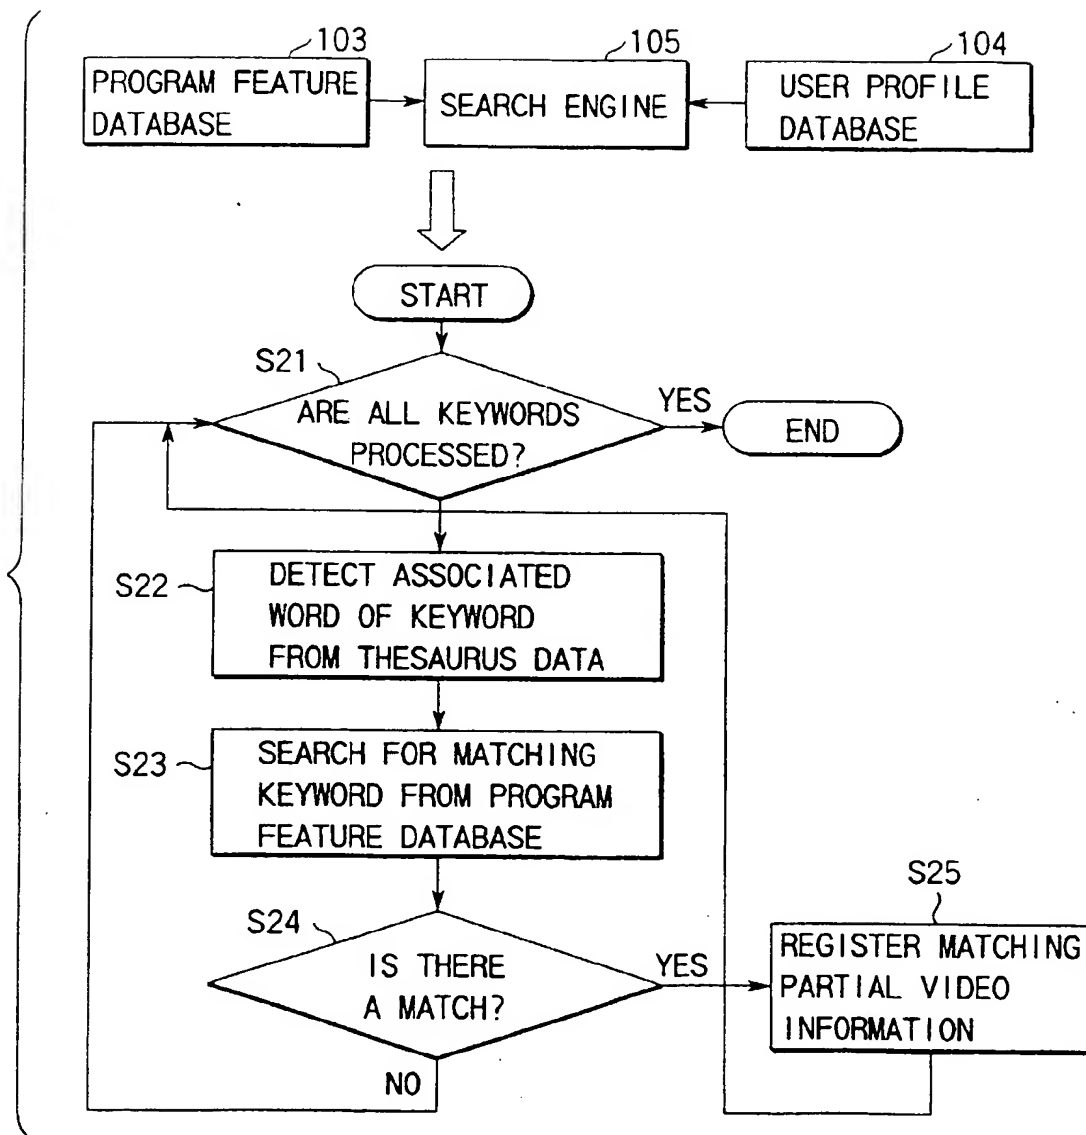 103
105
104
PROGRAM FEATURE
DATABASE
SEARCH ENGINE
USER PROFILE
DATABASE
START
S21
ARE ALL KEYWORDS
PROCESSED?
YES
END
S22
DETECT ASSOCIATED
WORD OF KEYWORD
FROM THESAURUS DATA
S23
SEARCH FOR MATCHING
KEYWORD FROM PROGRAM
FEATURE DATABASE
S24
IS THERE
A MATCH?
YES
NO
S25
REGISTER MATCHING
PARTIAL VIDEO
INFORMATION